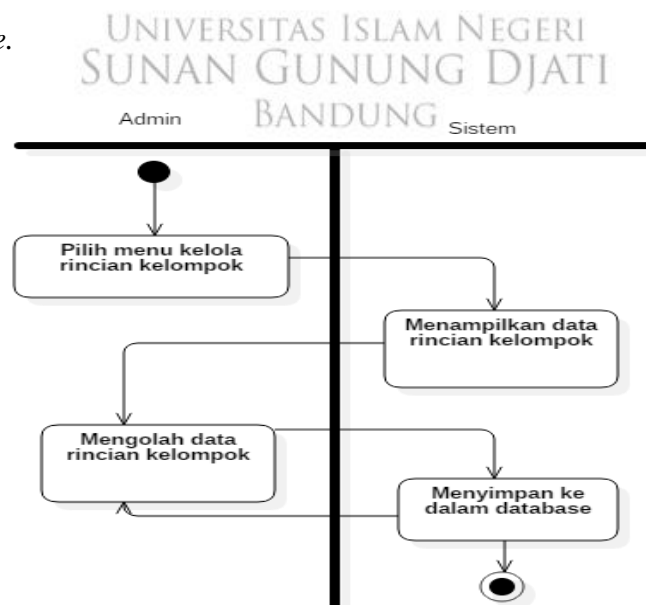 UNIVERSITAS ISLAM NEGERI
SUNAN GUNUNG DJATI
BANDUNG
e.
Admin
Sistem
Pilih menu kelola
rincian kelompok
Menampilkan data
rincian kelompok
Mengolah data
rincian kelompok
Menyimpan ke
dalam database